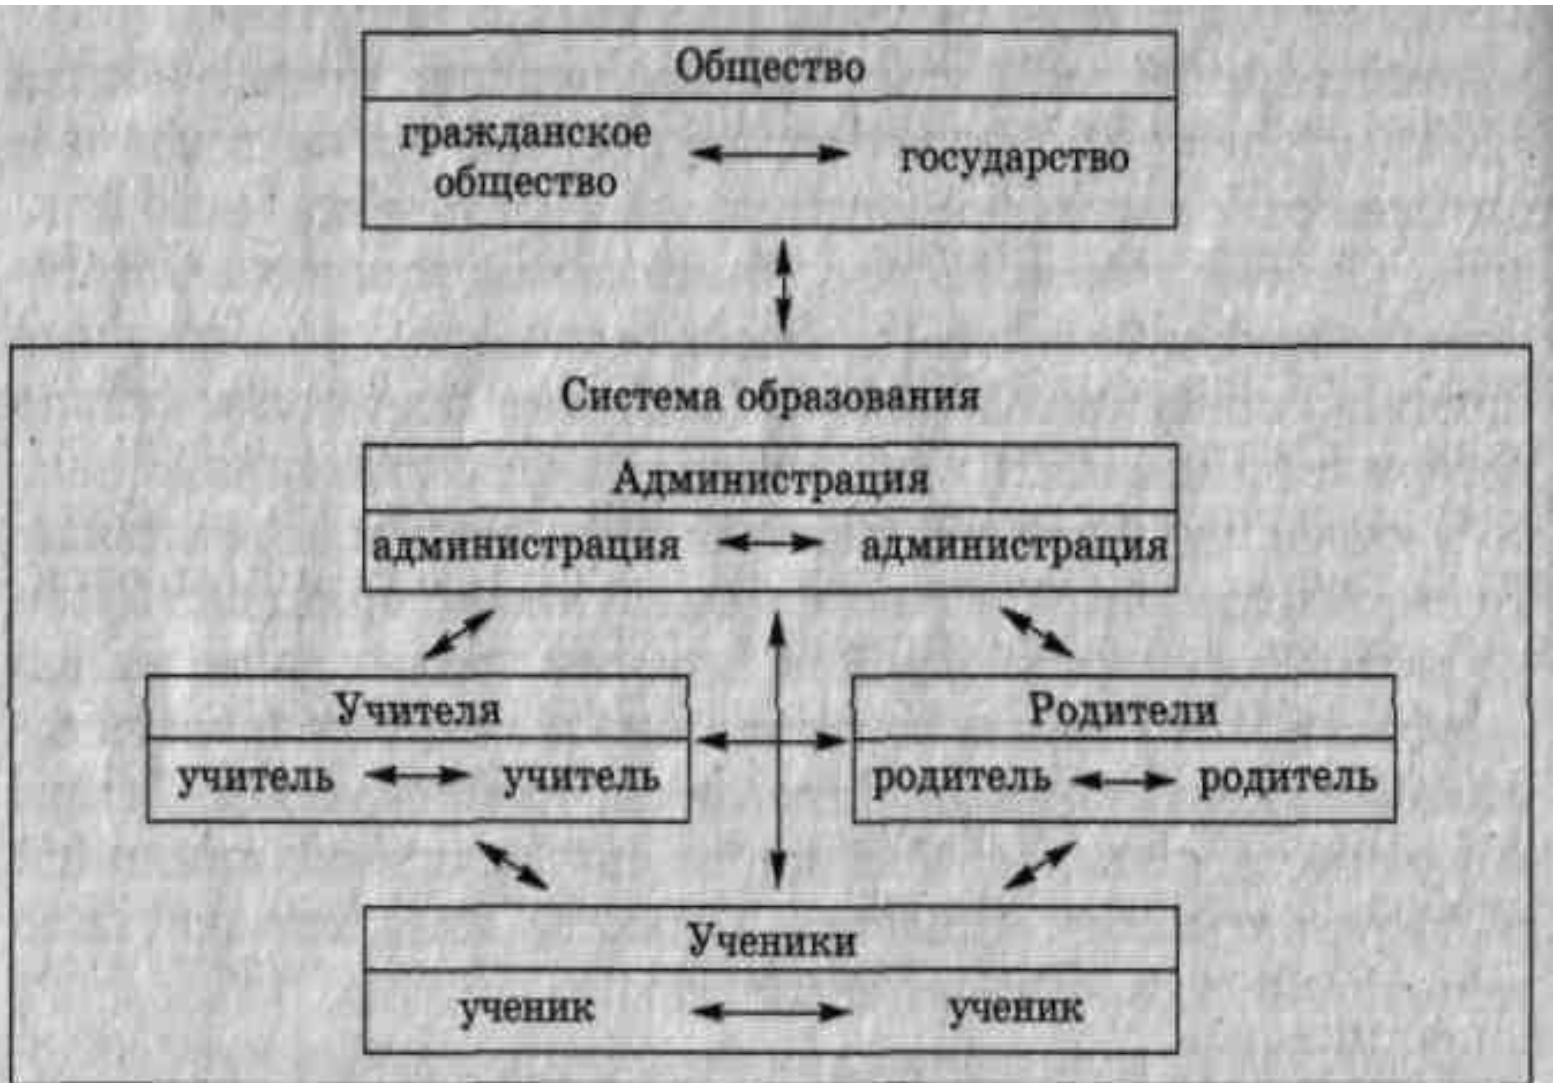 Общество
гражданское
общество
государство
Система образования
Администрация
администрация администрация
Учителя
учитель учитель
Родители
родитель родитель
Ученики
ученик ученик